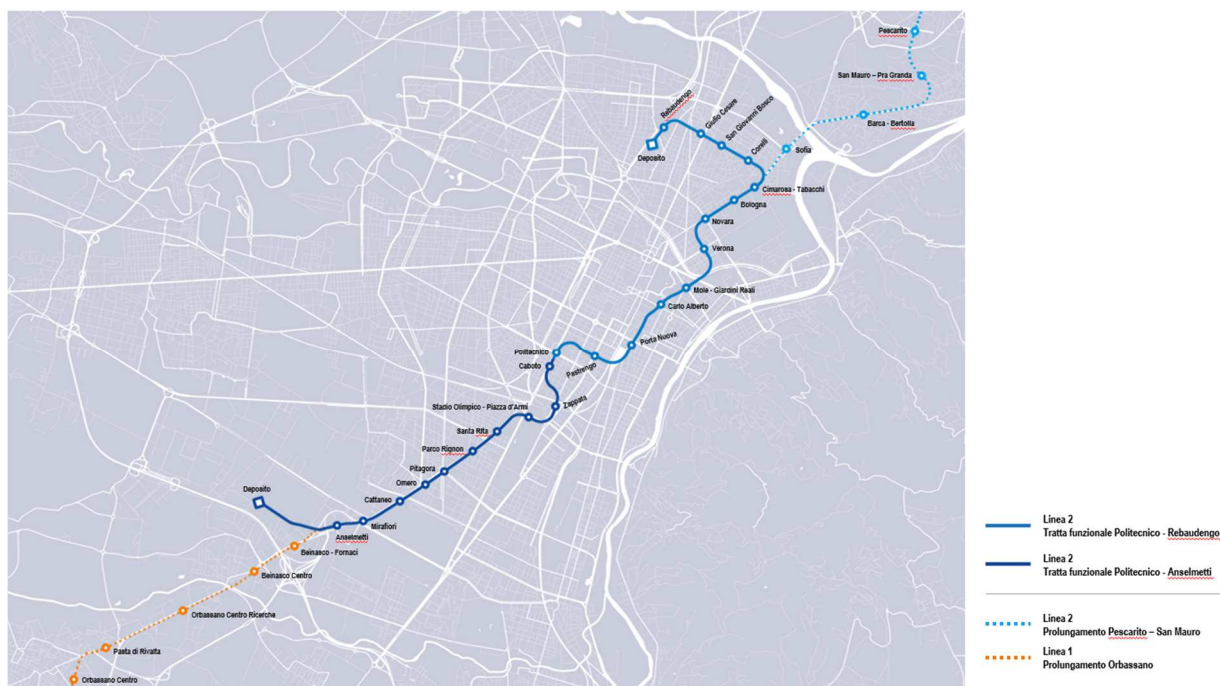 Pescarito
San Mauro – Pra Granda
Barca - Bertolla
Sofia
Rebaudengo
Giulio Cesare
San Giovanni Bosco
Corelli
Deposito
Cimarosa - Tabacchi
Bologna
Novara
Verona
Mole - Giardini Reali
Carlo Alberto
Porta Nuova
Pastrengo
Politecnico
Caboto
Zappata
Stadio Olimpico - Piazza d'Armi
Santa Rita
Parco Rignon
Pitagora
Omero
Cattaneo
Mirafiori
Anselmetti
Deposito
Beinasco - Fornaci
Beinasco Centro
Orbassano Centro Ricerche
Pasta di Rivalta
Orbassano Centro
Linea 2
Tratta funzionale Politecnico - Rebaudengo
Linea 2
Tratta funzionale Politecnico - Anselmetti
Linea 2
Prolungamento Pescarito – San Mauro
Linea 1
Prolungamento Orbassano